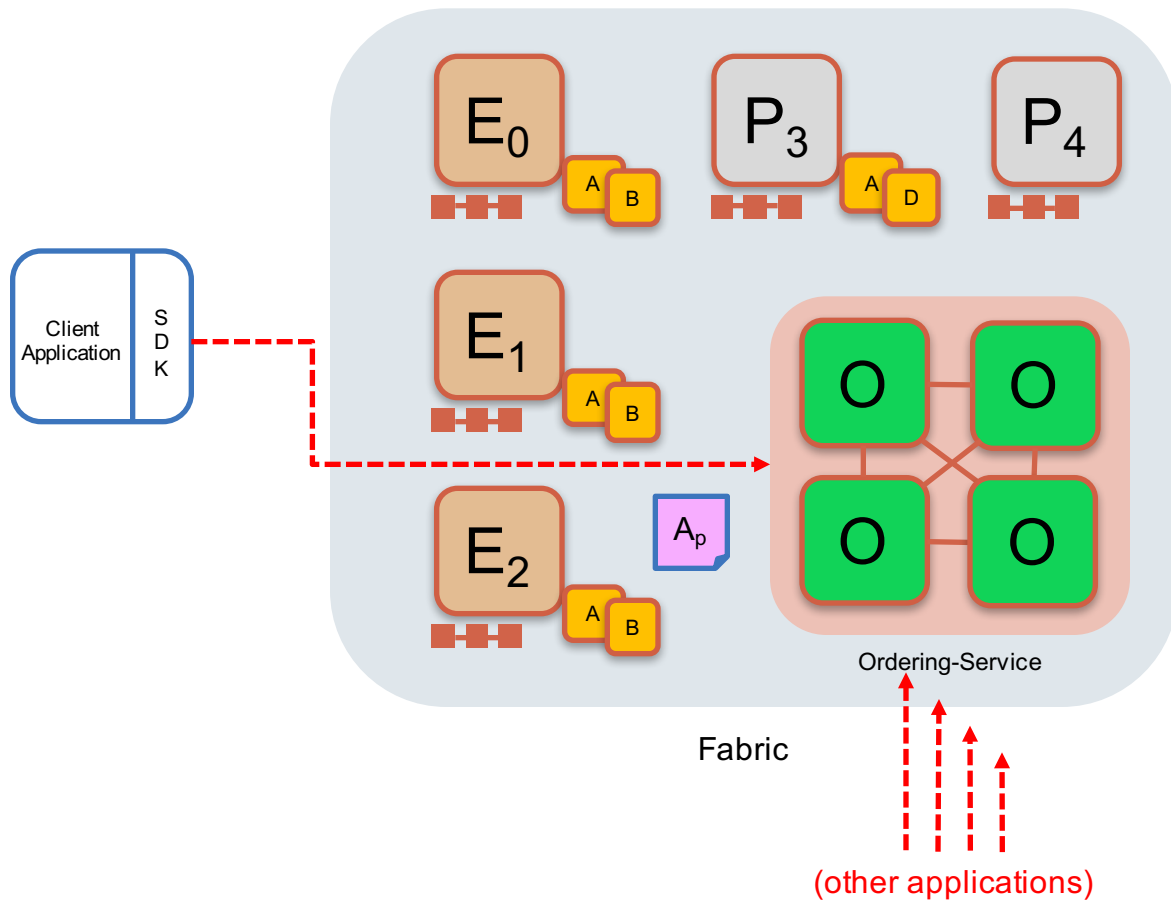 E0
A
B
P3
A
D
P4
Client
Application
S
D
K
E1
A
B
O
O
E2
A
B
Ap
O
O
Ordering-Service
Fabric
(other applications)